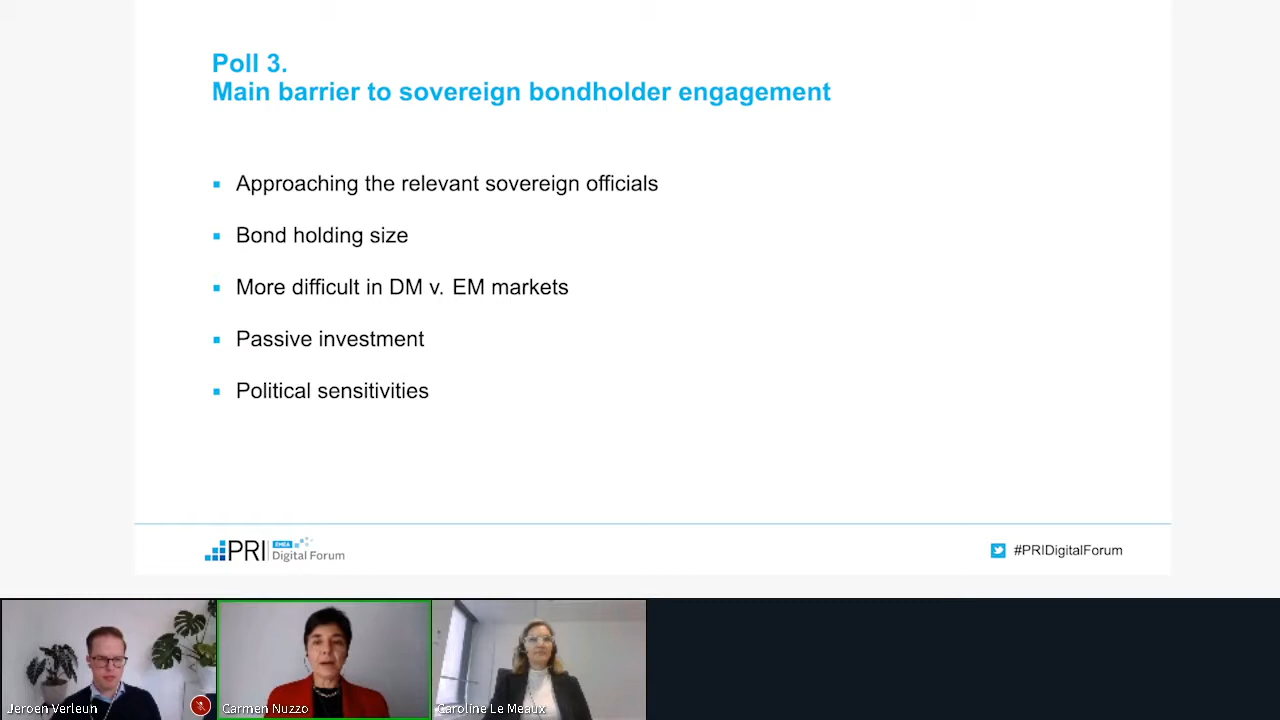 Poll 3.
Main barrier to sovereign bondholder engagement
Approaching the relevant sovereign officials
Bond holding size
More difficult in DM v. EM markets
Passive investment
Political sensitivities
PRI EMEA
Digital Forum
#PRIDigitalForum
Jeroen Verleun
Carmen Nuzzo
Caroline Le Meaux